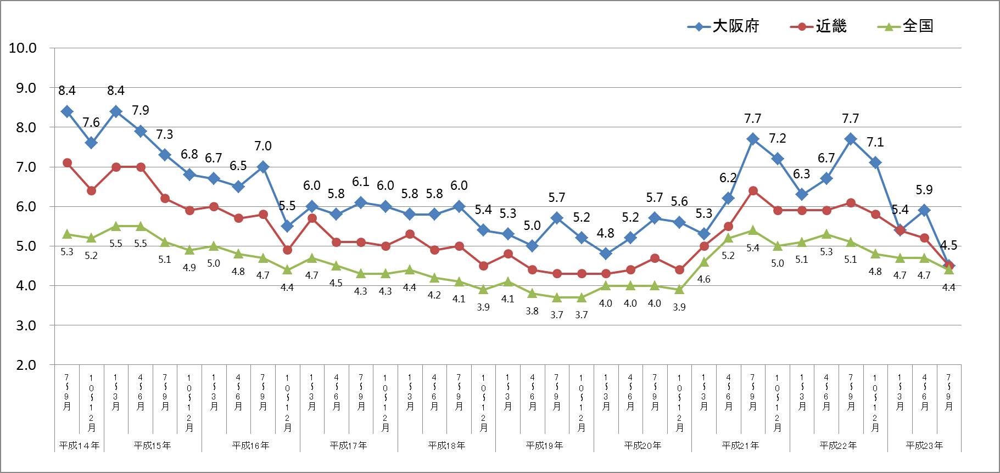 大阪府 近畿 全国
10.0
9.0
8.0
7.0
6.0
5.0
4.0
3.0
2.0
8.4 7.6 8.4 7.9 7.3 6.8 6.7 6.5 7.0 5.5 6.0 5.8 6.1 6.0 5.8 5.8 6.0 5.4 5.3 5.0 5.7 5.2 4.8 5.2 5.7 5.6 5.3 6.2 7.7 7.2 6.3 6.7 7.7 7.1 5.4 5.9 4.5
5.3 5.2 5.5 5.5 5.1 4.9 5.0 4.8 4.7 4.4 4.7 4.5 4.3 4.3 4.4 4.2 4.1 3.9 4.1 3.8 3.7 3.7 4.0 4.0 4.0 3.9 4.6 5.2 5.4 5.0 5.1 5.3 5.1 4.8 4.7 4.7 4.4
7~9月 10~12月 1~3月 4~6月 7~9月 10~12月 1~3月 4~6月 7~9月 10~12月 1~3月 4~6月 7~9月 10~12月 1~3月 4~6月 7~9月 10~12月 1~3月 4~6月 7~9月 10~12月 1~3月 4~6月 7~9月 10~12月 1~3月 4~6月 7~9月 10~12月 1~3月 4~6月 7~9月 10~12月 1~3月 4~6月 7~9月
平成14年 平成15年 平成16年 平成17年 平成18年 平成19年 平成20年 平成21年 平成22年 平成23年